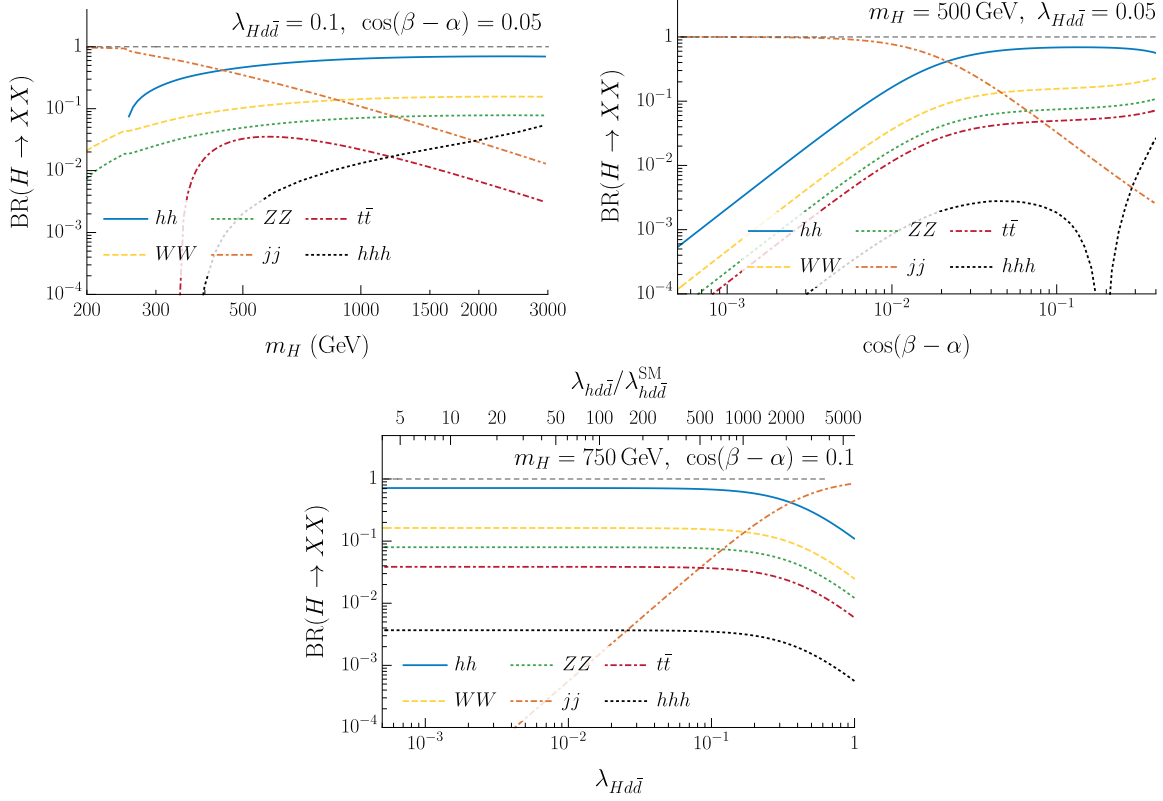 λ_{Hdd̄} = 0.1, cos(β − α) = 0.05
BR(H → XX)
1
10⁻¹
10⁻²
10⁻³
10⁻⁴
hh ZZ tt̄
WW jj hhh
200 300 500 1000 1500 2000 3000
m_H (GeV)
m_H = 500 GeV, λ_{Hdd̄} = 0.05
BR(H → XX)
1
10⁻¹
10⁻²
10⁻³
10⁻⁴
hh ZZ tt̄
WW jj hhh
10⁻³ 10⁻² 10⁻¹
cos(β − α)
λ_{hdd̄}/λ^{SM}_{hdd̄}
5 10 20 50 100 200 500 1000 2000 5000
m_H = 750 GeV, cos(β − α) = 0.1
BR(H → XX)
1
10⁻¹
10⁻²
10⁻³
10⁻⁴
hh ZZ tt̄
WW jj hhh
10⁻³ 10⁻² 10⁻¹ 1
λ_{Hdd̄}